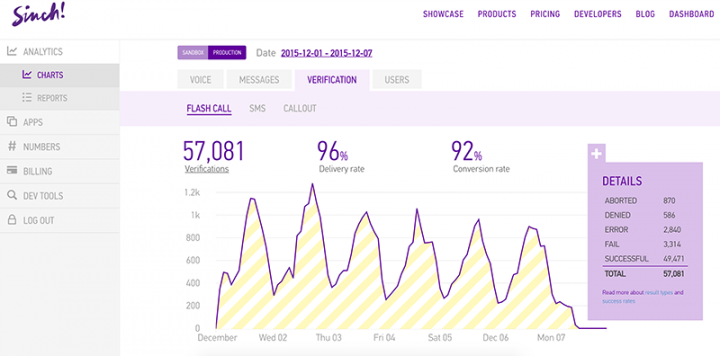 Sinch!
SHOWCASE PRODUCTS PRICING DEVELOPERS BLOG DASHBOARD
ANALYTICS
CHARTS
REPORTS
APPS
# NUMBERS
BILLING
DEV TOOLS
LOG OUT
SANDBOX PRODUCTION Date 2015-12-01 - 2015-12-07
VOICE MESSAGES VERIFICATION USERS
FLASH CALL SMS CALLOUT
57,081 96% 92%
Verifications Delivery rate Conversion rate
1.2k
1k
800
600
400
200
0
December Wed 02 Thu 03 Fri 04 Sat 05 Dec 06 Mon 07
+
DETAILS
ABORTED 870
DENIED 586
ERROR 2,840
FAIL 3,314
SUCCESSFUL 49,471
TOTAL 57,081
Read more about result types and
success rates